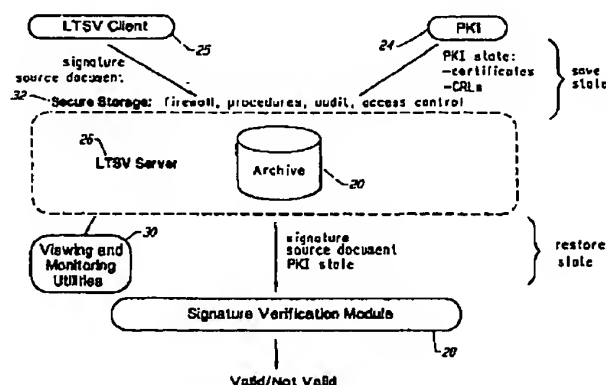 LTSV Client
25
PKI
24
signature
source document
PKI state:
-certificates
-CRLs
save
state
32
Secure Storage: firewall, procedures, audit, access control
26
LTSV Server
Archive
20
30
Viewing and
Monitoring
Utilities
signature
source document
PKI state
restore
state
Signature Verification Module
28
Valid/Not Valid